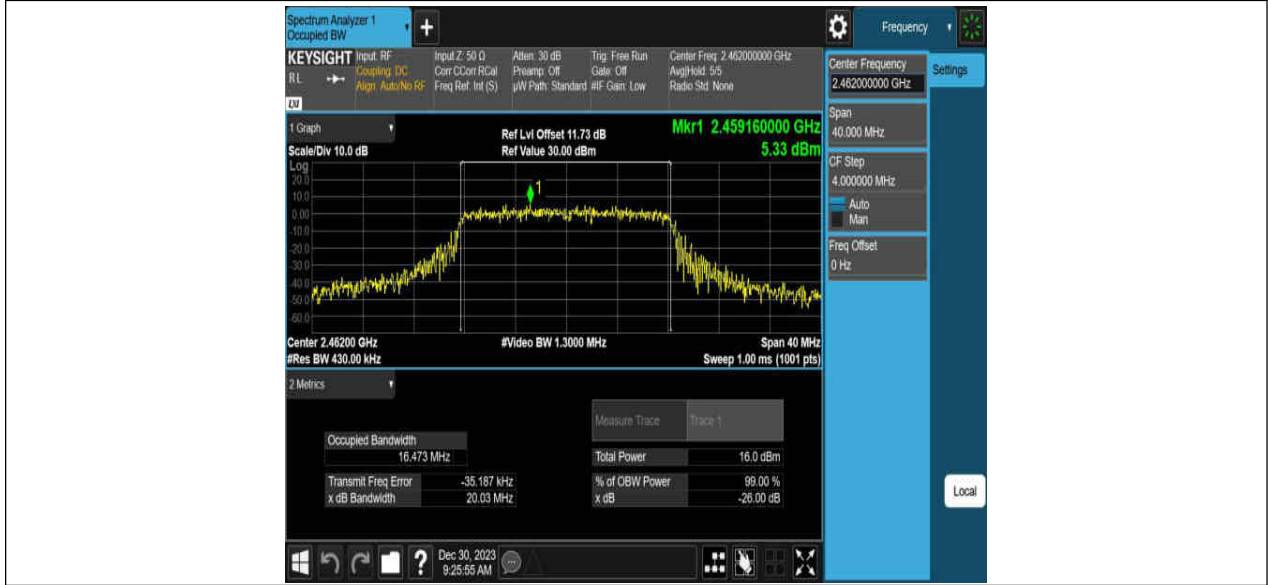 Spectrum Analyzer 1
Occupied BW
+
Frequency
KEYSIGHT
RL
LXI
Input: RF
Coupling: DC
Align: Auto/No RF
Input Z: 50 Ω
Corr CCorr RCal
Freq Ref: Int (S)
Atten: 30 dB
Preamp: Off
µW Path: Standard
Trig: Free Run
Gate: Off
#IF Gain: Low
Center Freq: 2.462000000 GHz
Avg|Hold: 5/5
Radio Std: None
Center Frequency
2.462000000 GHz
Settings
Span
40.000 MHz
CF Step
4.000000 MHz
Auto
Man
Freq Offset
0 Hz
Local
1 Graph
Scale/Div 10.0 dB
Ref Lvl Offset 11.73 dB
Ref Value 30.00 dBm
Mkr1 2.459160000 GHz
5.33 dBm
Log
20.0
10.0
0.00
-10.0
-20.0
-30.0
-40.0
-50.0
-60.0
1
Center 2.46200 GHz
#Video BW 1.3000 MHz
Span 40 MHz
#Res BW 430.00 kHz
Sweep 1.00 ms (1001 pts)
2 Metrics
Measure Trace Trace 1
Occupied Bandwidth
16.473 MHz
Total Power 16.0 dBm
Transmit Freq Error -35.187 kHz
% of OBW Power 99.00 %
x dB Bandwidth 20.03 MHz
x dB -26.00 dB
?
Dec 30, 2023
9:25:55 AM